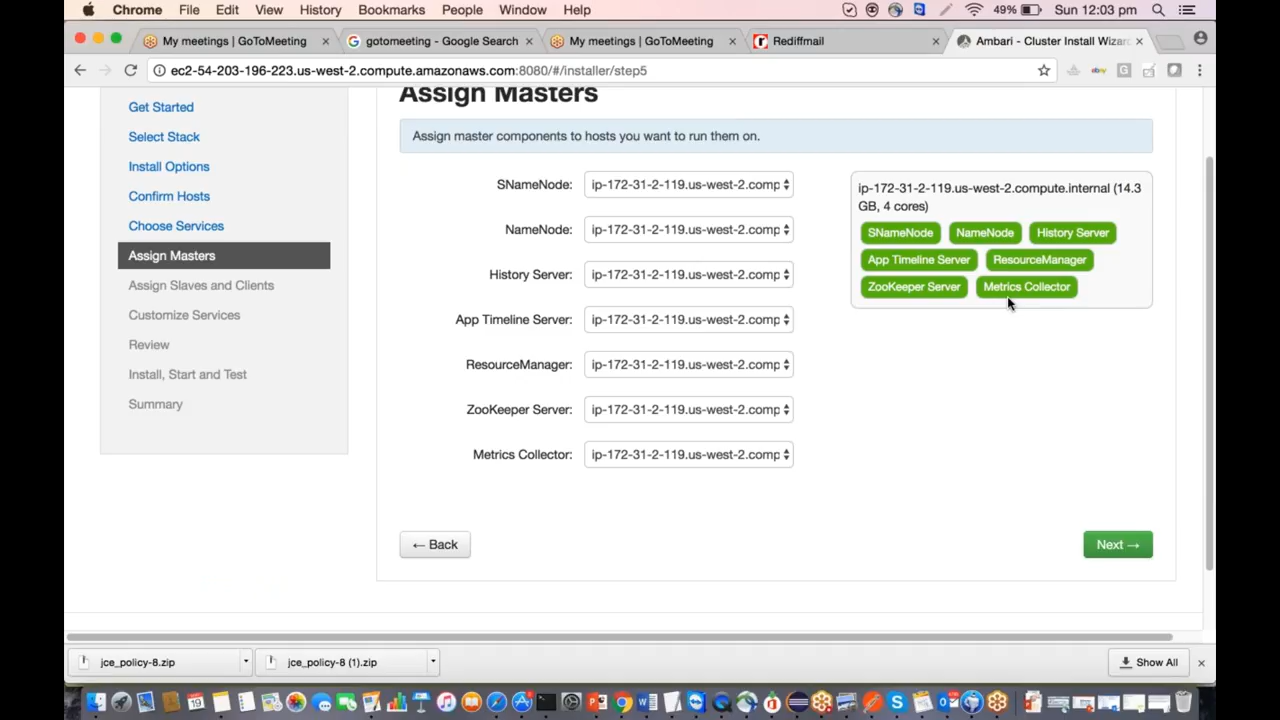 Chrome File Edit View History Bookmarks People Window Help 49% Sun 12:03 pm
My meetings | GoToMeeting × gotomeeting - Google Search × My meetings | GoToMeeting × Rediffmail × Ambari - Cluster Install Wizard ×
ec2-54-203-196-223.us-west-2.compute.amazonaws.com:8080/#/installer/step5
Get Started
Select Stack
Install Options
Confirm Hosts
Choose Services
Assign Masters
Assign Slaves and Clients
Customize Services
Review
Install, Start and Test
Summary
Assign Masters
Assign master components to hosts you want to run them on.
SNameNode: ip-172-31-2-119.us-west-2.comp
NameNode: ip-172-31-2-119.us-west-2.comp
History Server: ip-172-31-2-119.us-west-2.comp
App Timeline Server: ip-172-31-2-119.us-west-2.comp
ResourceManager: ip-172-31-2-119.us-west-2.comp
ZooKeeper Server: ip-172-31-2-119.us-west-2.comp
Metrics Collector: ip-172-31-2-119.us-west-2.comp
ip-172-31-2-119.us-west-2.compute.internal (14.3
GB, 4 cores)
SNameNode NameNode History Server
App Timeline Server ResourceManager
ZooKeeper Server Metrics Collector
← Back
Next →
jce_policy-8.zip jce_policy-8 (1).zip Show All ×